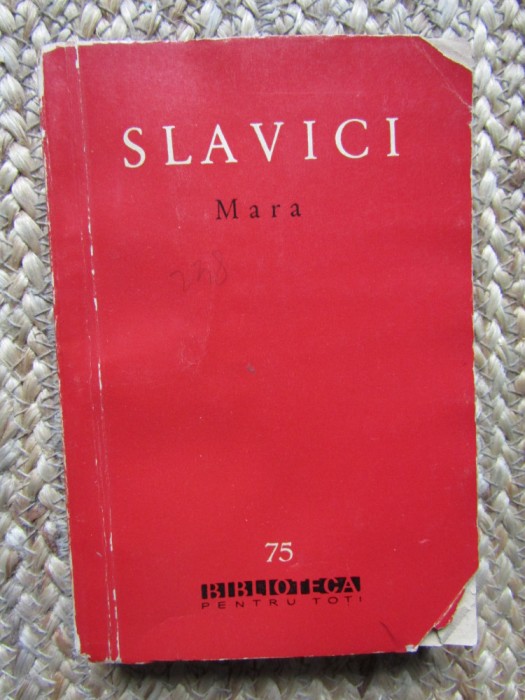 SLAVICI
Mara
75
BIBLIOTECA
PENTRU TOȚI